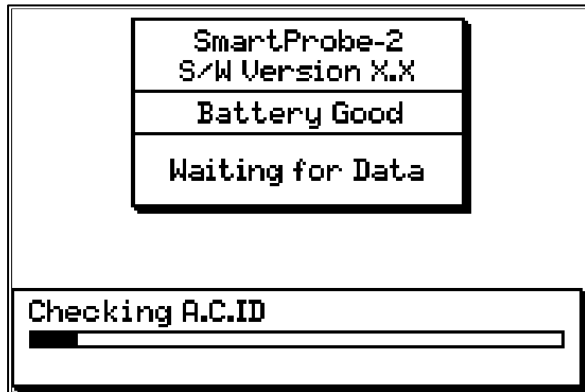 SmartProbe-2
S/W Version X.X
Battery Good
Waiting for Data
Checking A.C.ID